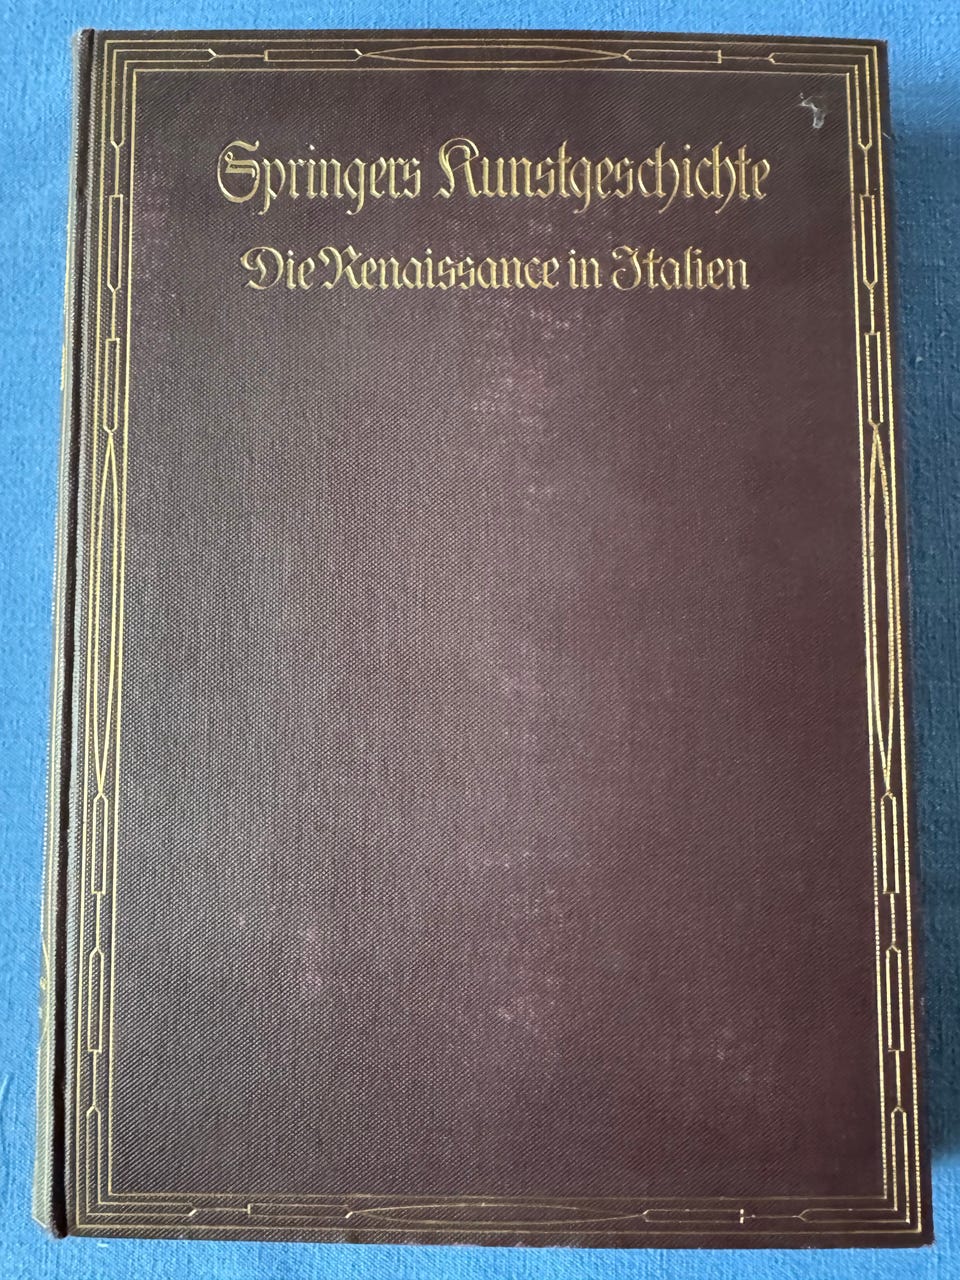 Springers Kunstgeschichte
Die Renaissance in Italien